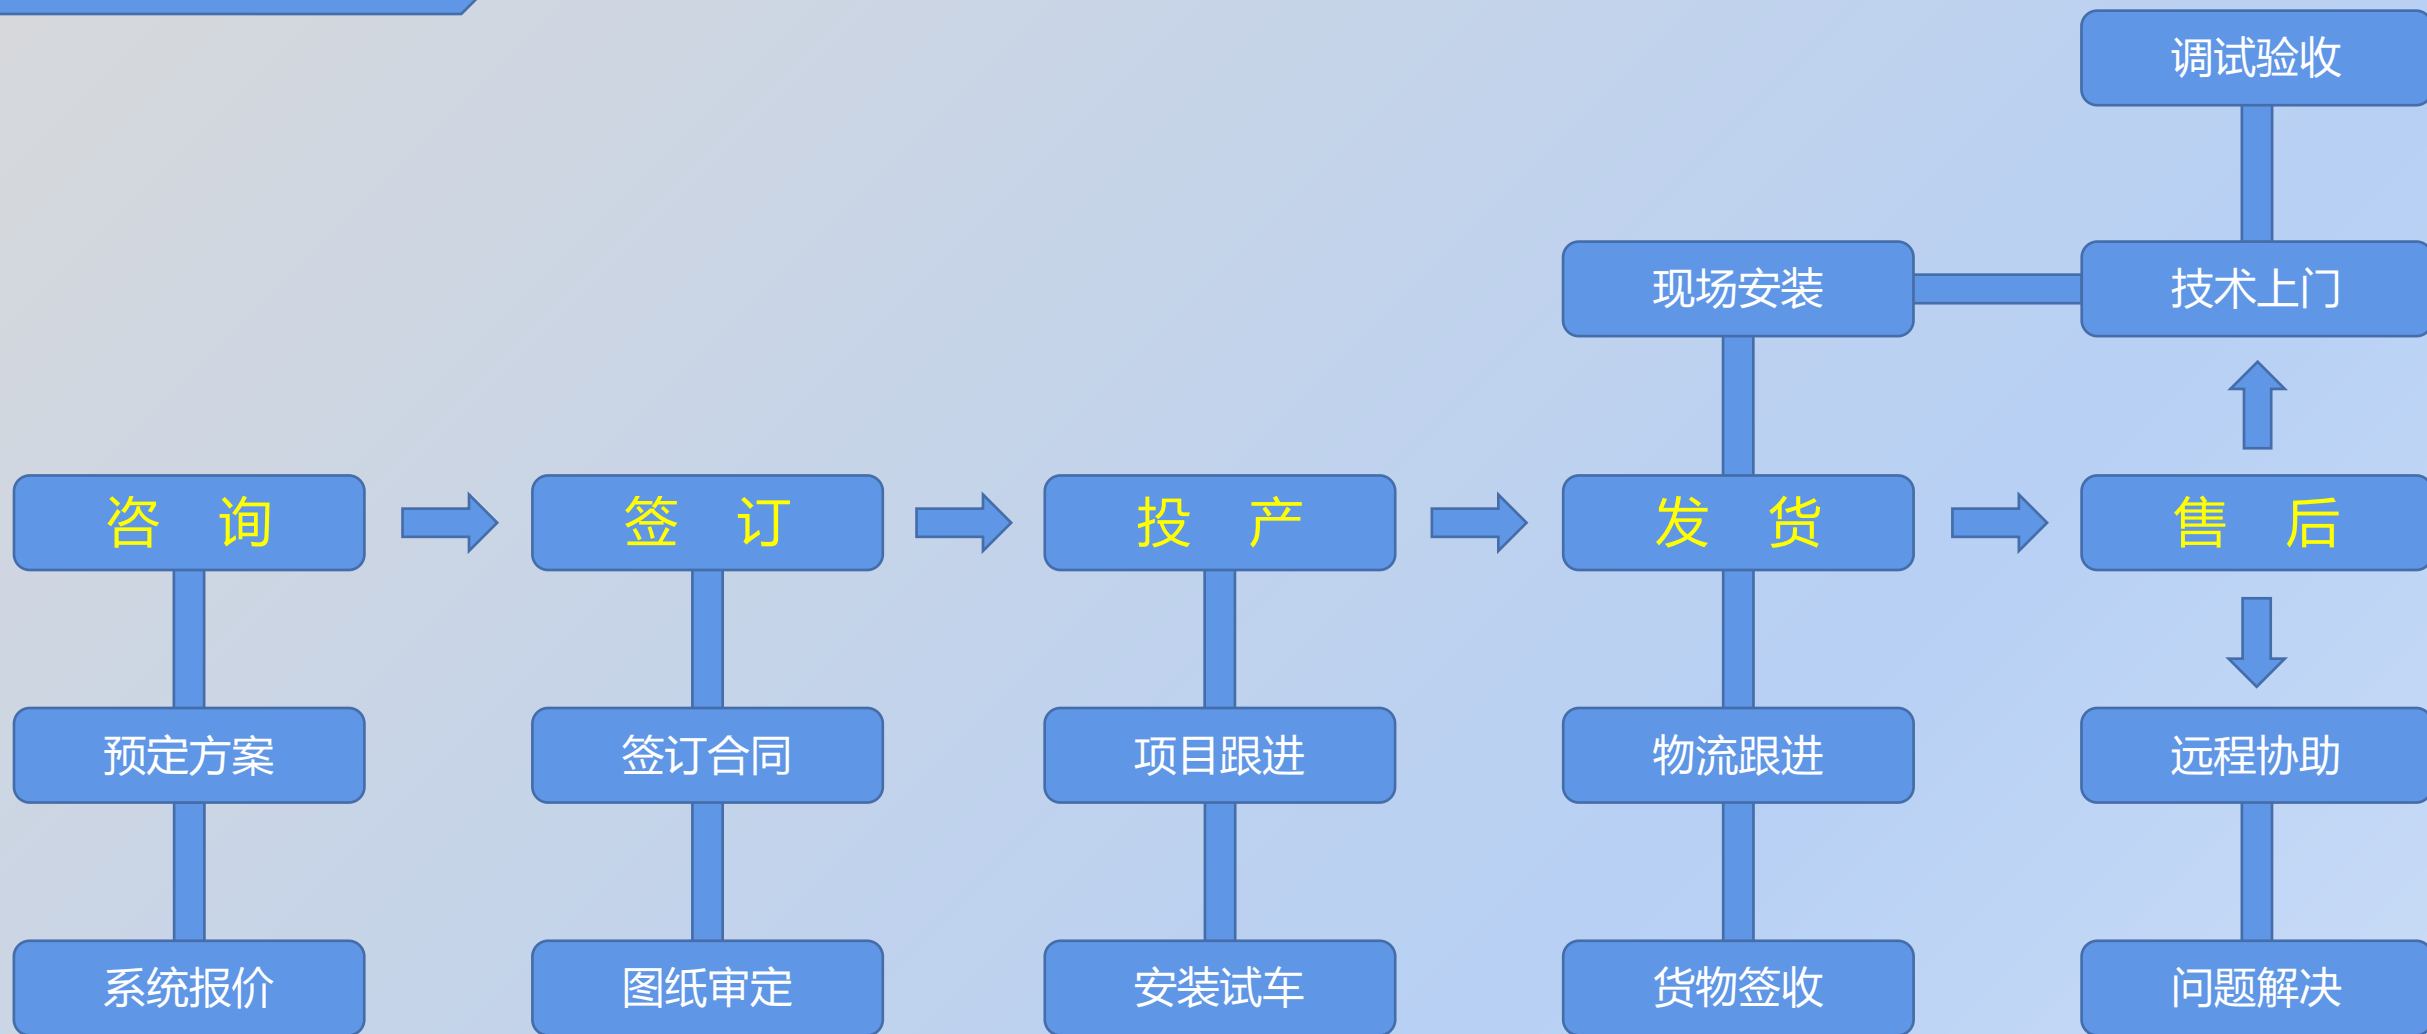 调试验收
现场安装
技术上门
咨 询
签 订
投 产
发 货
售 后
预定方案
签订合同
项目跟进
物流跟进
远程协助
系统报价
图纸审定
安装试车
货物签收
问题解决